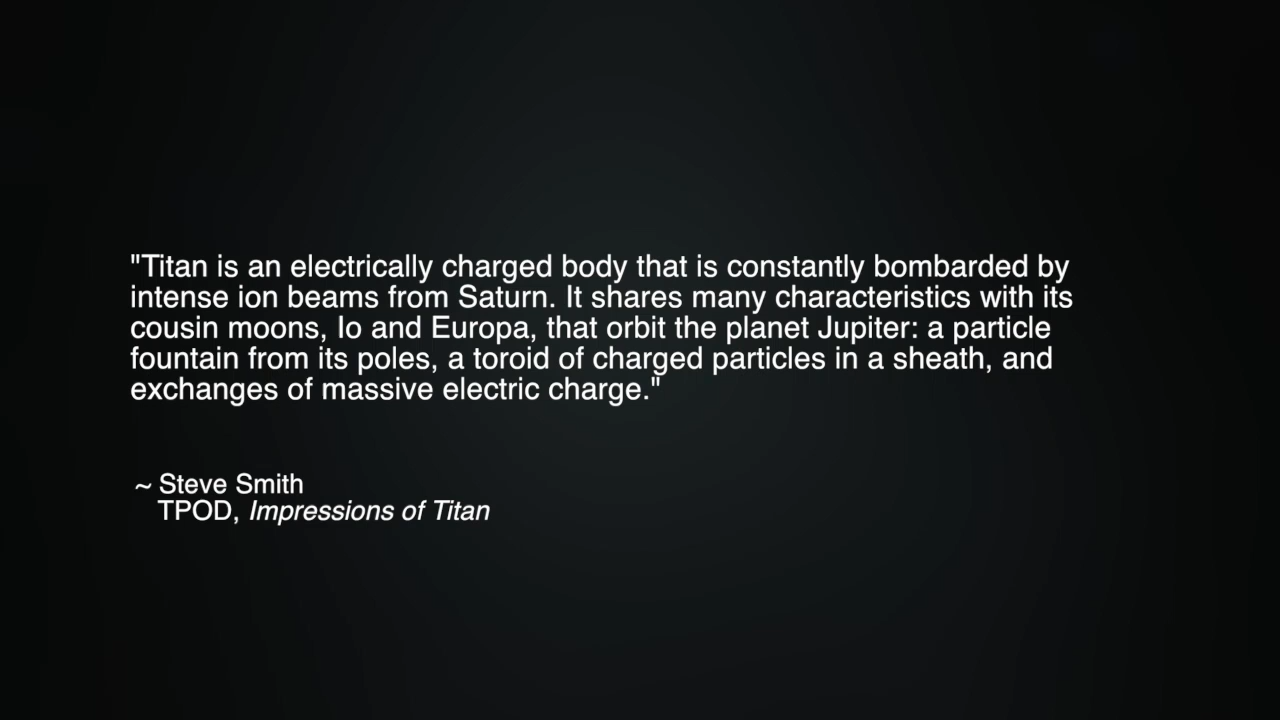 "Titan is an electrically charged body that is constantly bombarded by
intense ion beams from Saturn. It shares many characteristics with its
cousin moons, Io and Europa, that orbit the planet Jupiter: a particle
fountain from its poles, a toroid of charged particles in a sheath, and
exchanges of massive electric charge."
~ Steve Smith
TPOD, Impressions of Titan